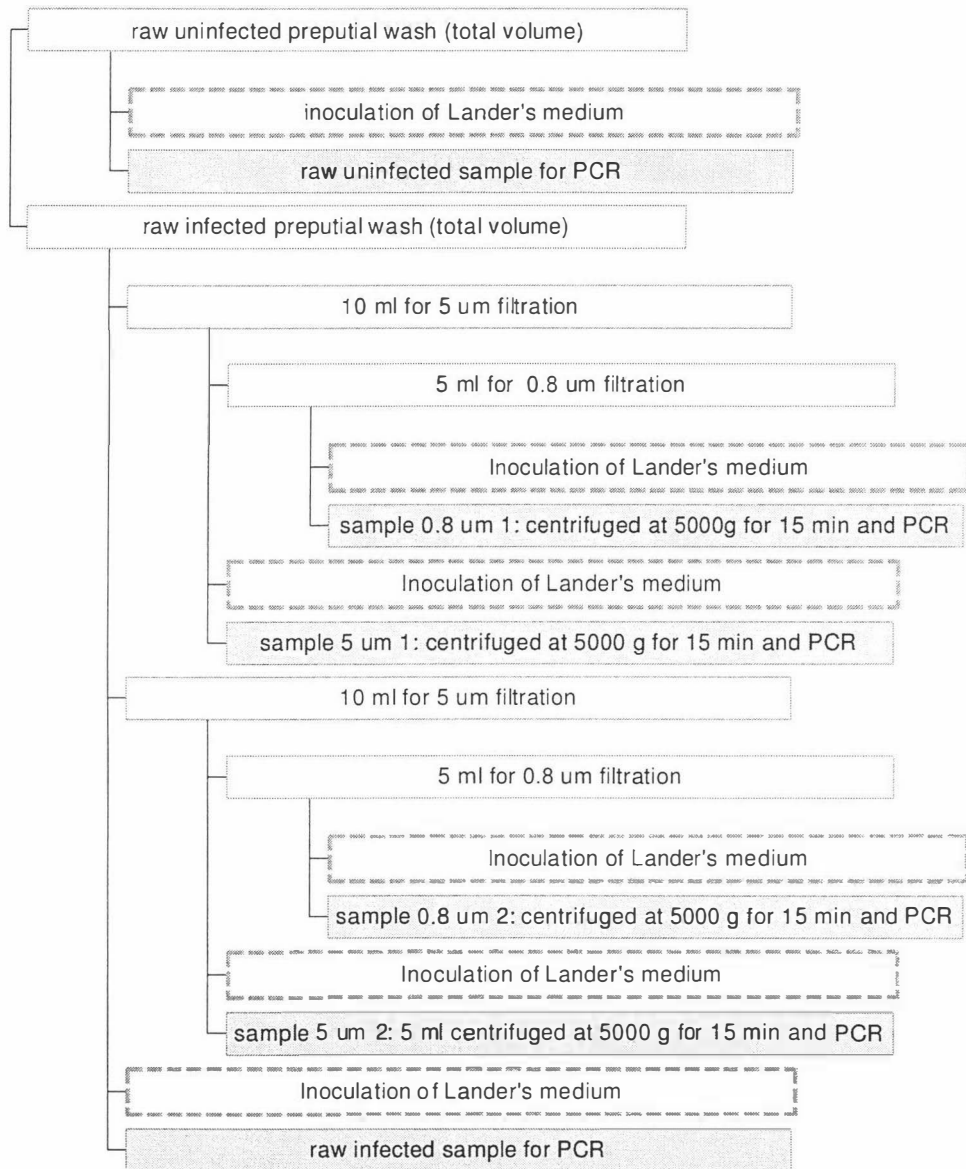 raw uninfected preputial wash (total volume)
inoculation of Lander's medium
raw uninfected sample for PCR
raw infected preputial wash (total volume)
10 ml for 5 um filtration
5 ml for 0.8 um filtration
Inoculation of Lander's medium
sample 0.8 um 1: centrifuged at 5000g for 15 min and PCR
Inoculation of Lander's medium
sample 5 um 1: centrifuged at 5000 g for 15 min and PCR
10 ml for 5 um filtration
5 ml for 0.8 um filtration
Inoculation of Lander's medium
sample 0.8 um 2: centrifuged at 5000 g for 15 min and PCR
Inoculation of Lander's medium
sample 5 um 2: 5 ml centrifuged at 5000 g for 15 min and PCR
Inoculation of Lander's medium
raw infected sample for PCR